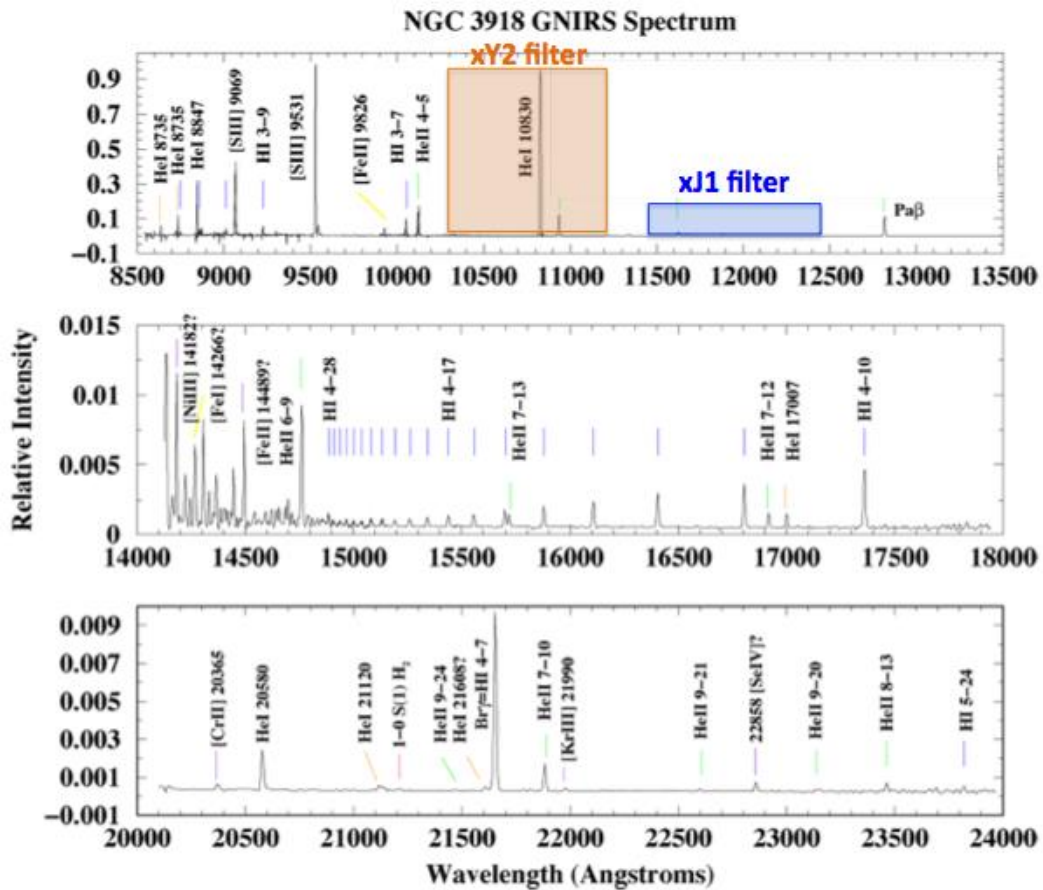 NGC 3918 GNIRS Spectrum
xY2 filter
xJ1 filter
0.9
0.7
0.5
0.3
0.1
−0.1
HeI 8735
HeI 8735
HeI 8847
[SIII] 9069
HI 3−9
[SIII] 9531
[FeII] 9826
HI 3−7
HeII 4−5
HeI 10830
Paβ
8500 9000 9500 10000 10500 11000 11500 12000 12500 13000 13500
Relative Intensity
0.015
0.01
0.005
0
[NiIII] 14182?
[FeI] 14266?
[FeII] 14489?
HeII 6−9
HI 4−28
HI 4−17
HeII 7−13
HeII 7−12
HeI 17007
HI 4−10
14000 14500 15000 15500 16000 16500 17000 17500 18000
0.009
0.007
0.005
0.003
0.001
−0.001
[CrII] 20365
HeI 20580
HeI 21120
1−0 S(1) H2
HeII 9−24
HeI 21608?
Brγ=HI 4−7
HeII 7−10
[KrIII] 21990
HeII 9−21
22858 [SeIV]?
HeII 9−20
HeII 8−13
HI 5−24
20000 20500 21000 21500 22000 22500 23000 23500 24000
Wavelength (Angstroms)